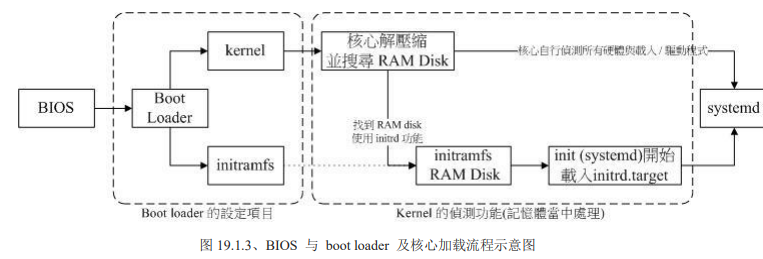 BIOS
Boot
Loader
kernel
initramfs
Boot loader 的設定項目
核心解壓縮
並搜尋 RAM Disk
核心自行偵測所有硬體與載入 / 驅動程式
找到 RAM disk
使用 initrd 功能
initramfs
RAM Disk
init (systemd)開始
載入initrd.target
systemd
Kernel 的偵測功能(記憶體當中處理)
图 19.1.3、BIOS 与 boot loader 及核心加载流程示意图